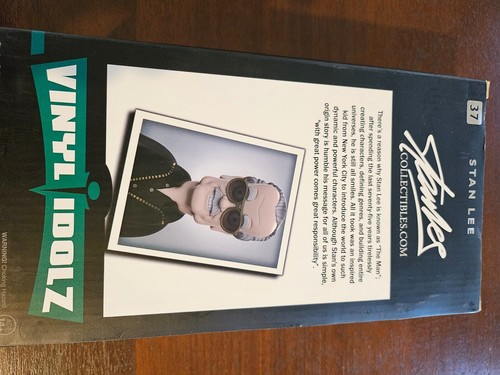 37
STAN LEE
Stan Lee
COLLECTIBLES.COM
There's a reason why Stan Lee is known as "The Man":
after spending the last seventy-five years tirelessly
creating characters, defining genres, and building entire
universes, he is still all smiles. All it took was an inspired
kid from New York City to introduce the world to such
dynamic and powerful characters. Although Stan's own
origin story is humble his message for all of us is simple,
"with great power comes great responsibility".
VINYL IDOLZ
WARNING: Choking Hazard